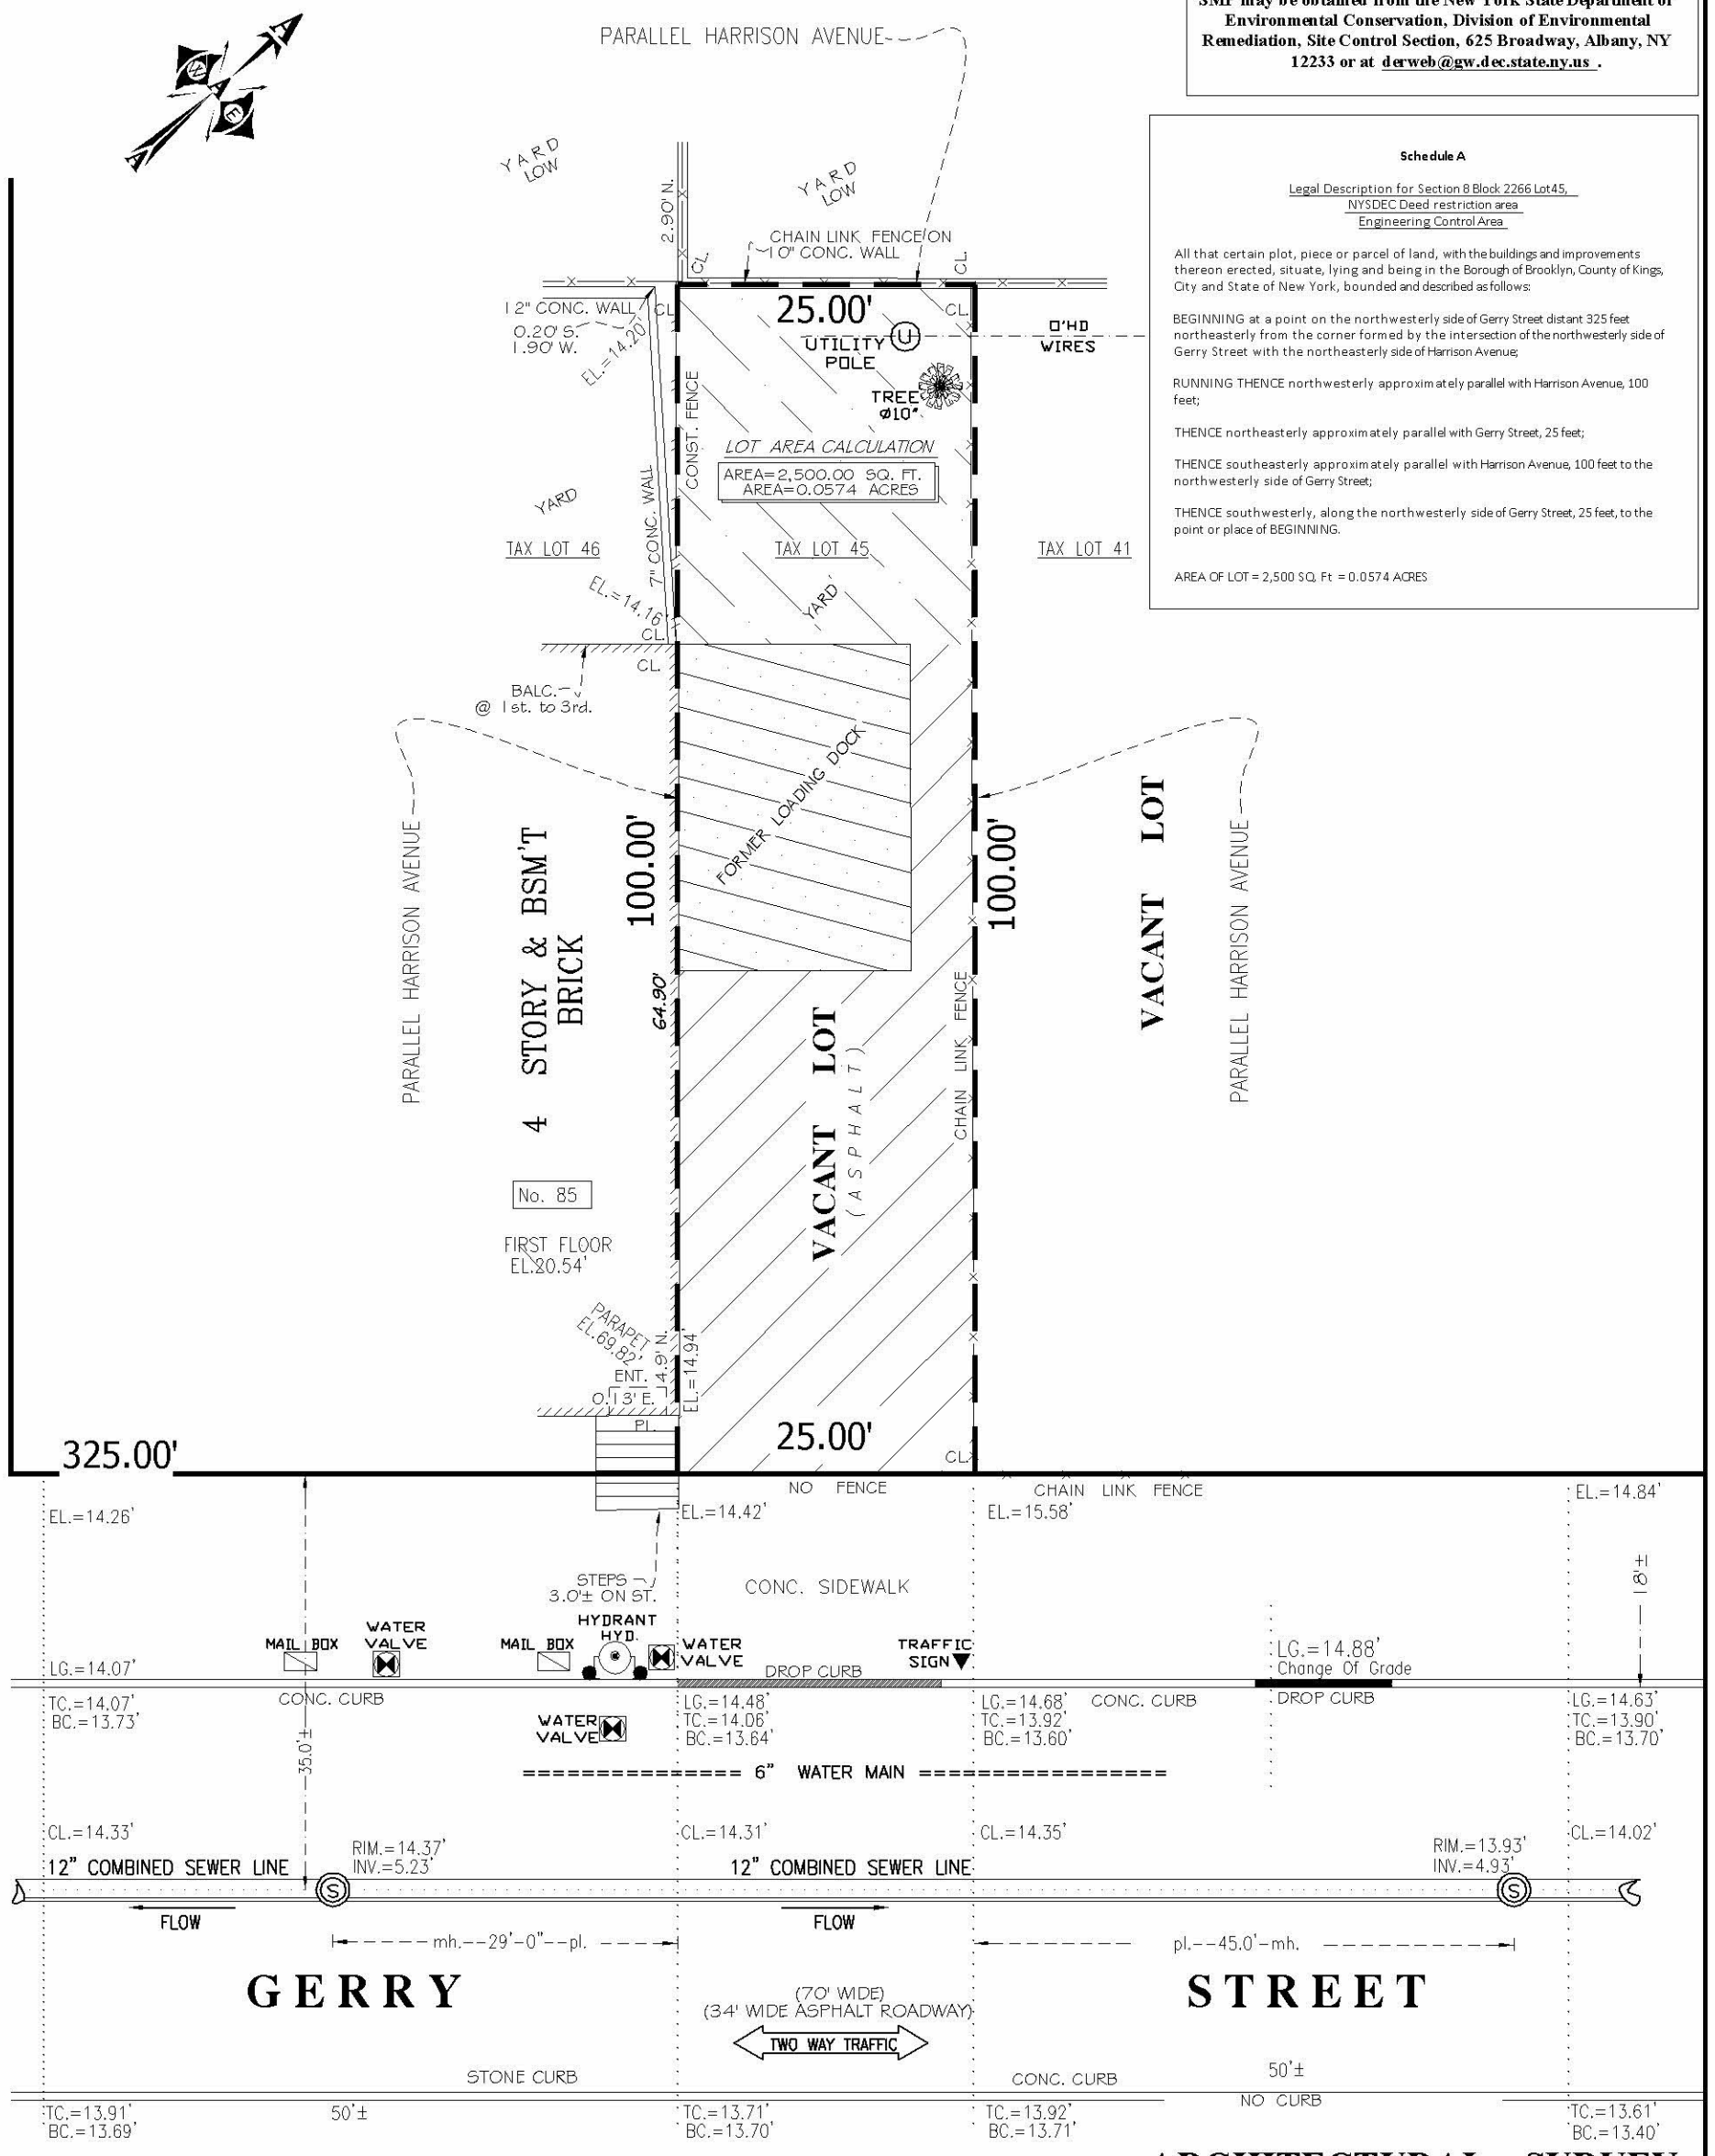 Environmental Conservation, Division of Environmental
Remediation, Site Control Section, 625 Broadway, Albany, NY
12233 or at derweb@gw.dec.state.ny.us .
PARALLEL HARRISON AVENUE
Schedule A
Legal Description for Section 8 Block 2266 Lot45,
NYSDEC Deed restriction area
Engineering Control Area
All that certain plot, piece or parcel of land, with the buildings and improvements
thereon erected, situate, lying and being in the Borough of Brooklyn, County of Kings,
City and State of New York, bounded and described as follows:
BEGINNING at a point on the northwesterly side of Gerry Street distant 325 feet
northeasterly from the corner formed by the intersection of the northwesterly side of
Gerry Street with the northeasterly side of Harrison Avenue;
RUNNING THENCE northwesterly approximately parallel with Harrison Avenue, 100
feet;
THENCE northeasterly approximately parallel with Gerry Street, 25 feet;
THENCE southeasterly approximately parallel with Harrison Avenue, 100 feet to the
northwesterly side of Gerry Street;
THENCE southwesterly, along the northwesterly side of Gerry Street, 25 feet, to the
point or place of BEGINNING.
AREA OF LOT = 2,500 SQ, Ft = 0.0574 ACRES
YARD
LOW
YARD
LOW
2.90' N.
CHAIN LINK FENCE ON
10" CONC. WALL
CL.
CL.
12" CONC. WALL
0.20' S.
1.90' W.
EL.=14.20'
CL
25.00'
CL.
UTILITY
POLE
U
O'HD
WIRES
TREE
ø10"
CONST. FENCE
LOT AREA CALCULATION
AREA=2,500.00 SQ. FT.
AREA=0.0574 ACRES
YARD
7" CONC. WALL
TAX LOT 46
TAX LOT 45
TAX LOT 41
EL.=14.16'
YARD
CL.
CL.
BALC.
@ 1st. to 3rd.
FORMER LOADING DOCK
PARALLEL HARRISON AVENUE
4 STORY & BSM'T
BRICK
100.00'
64.90'
100.00'
VACANT LOT
PARALLEL HARRISON AVENUE
VACANT LOT
(ASPHALT)
CHAIN LINK FENCE
No. 85
FIRST FLOOR
EL.20.54'
PARAPET
EL.69.82'
4.9' N.
EL.=14.94'
ENT.
0.13' E.
PL.
325.00'
25.00'
CL
NO FENCE
CHAIN LINK FENCE
EL.=14.26'
EL.=14.42'
EL.=15.58'
EL.=14.84'
STEPS
3.0'± ON ST.
CONC. SIDEWALK
18'±
MAIL BOX
WATER
VALVE
MAIL BOX
HYDRANT
HYD.
WATER
VALVE
TRAFFIC
SIGN
LG.=14.88'
Change Of Grade
LG.=14.07'
DROP CURB
TC.=14.07'
BC.=13.73'
CONC. CURB
LG.=14.48'
TC.=14.06'
BC.=13.64'
LG.=14.68'
TC.=13.92'
BC.=13.60'
CONC. CURB
DROP CURB
LG.=14.63'
TC.=13.90'
BC.=13.70'
WATER
VALVE
35.0'±
6" WATER MAIN
CL.=14.33'
CL.=14.31'
CL.=14.35'
CL.=14.02'
RIM.=14.37'
INV.=5.23'
RIM.=13.93'
INV.=4.93'
12" COMBINED SEWER LINE
12" COMBINED SEWER LINE
S
S
FLOW
FLOW
mh.--29'-0"--pl.
pl.--45.0'-mh.
GERRY STREET
(70' WIDE)
(34' WIDE ASPHALT ROADWAY)
TWO WAY TRAFFIC
STONE CURB
CONC. CURB
50'±
NO CURB
TC.=13.91'
BC.=13.69'
50'±
TC.=13.71'
BC.=13.70'
TC.=13.92'
BC.=13.71'
TC.=13.61'
BC.=13.40'